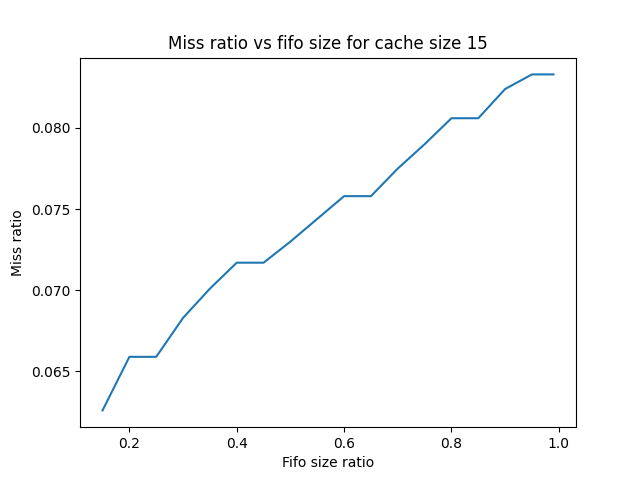 Miss ratio vs fifo size for cache size 15
0.080
0.075
0.070
0.065
Miss ratio
0.2 0.4 0.6 0.8 1.0
Fifo size ratio